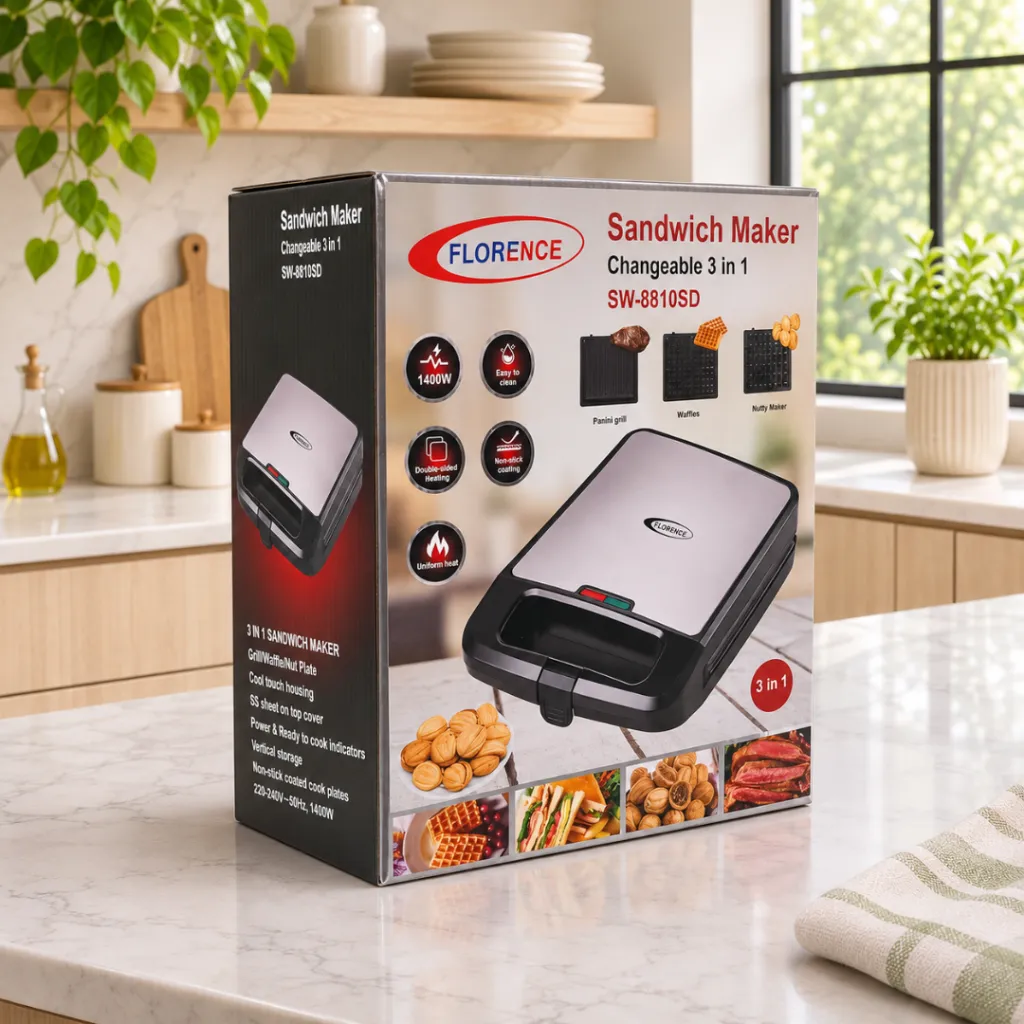 Sandwich Maker
Changeable 3 in 1
SW-8810SD
FLORENCE
3 IN 1 SANDWICH MAKER
Grill/Waffle/Nut Plate
Cool touch housing
SS sheet on top cover
Power & Ready to cook indicators
Vertical storage
Non-stick coated cook plates
220-240V~50Hz, 1400W
FLORENCE
Sandwich Maker
Changeable 3 in 1
SW-8810SD
1400W
Easy to
clean
Double-sided
Heating
Non-stick
coating
Uniform heat
Panini grill
Waffles
Nutty Maker
FLORENCE
3 in 1